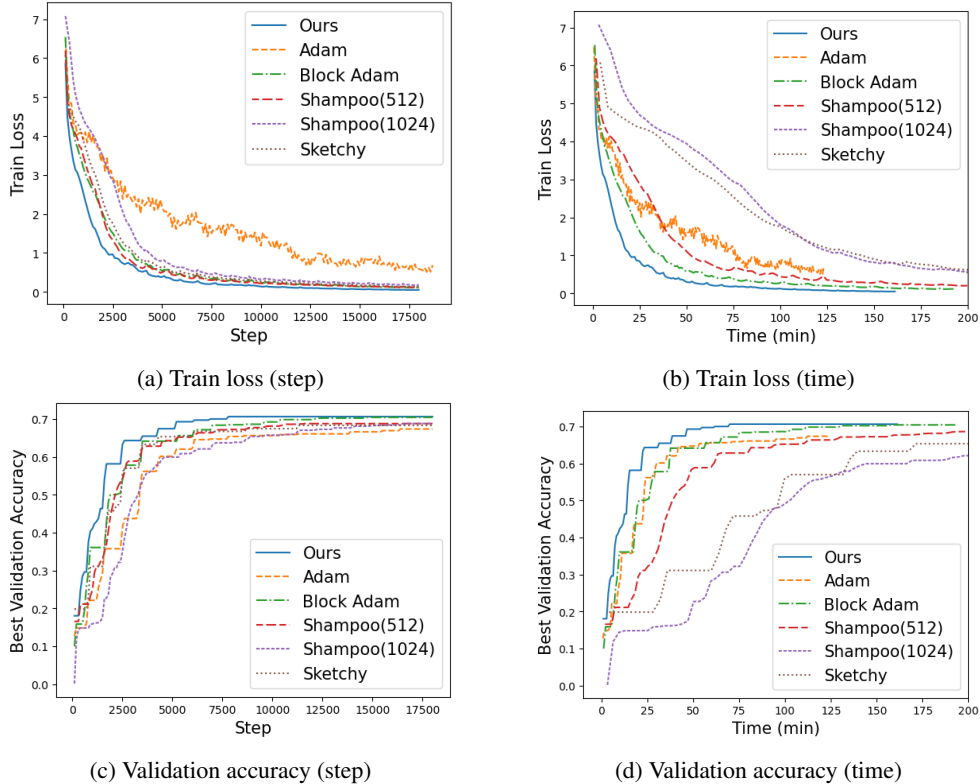 7
6
5
4
3
2
1
0
Train Loss
0
2500
5000
7500
10000
12500
15000
17500
Step
Ours
Adam
Block Adam
Shampoo(512)
Shampoo(1024)
Sketchy
(a) Train loss (step)
7
6
5
4
3
2
1
0
Train Loss
0
25
50
75
100
125
150
175
200
Time (min)
Ours
Adam
Block Adam
Shampoo(512)
Shampoo(1024)
Sketchy
(b) Train loss (time)
0.7
0.6
0.5
0.4
0.3
0.2
0.1
0.0
Best Validation Accuracy
0
2500
5000
7500
10000
12500
15000
17500
Step
Ours
Adam
Block Adam
Shampoo(512)
Shampoo(1024)
Sketchy
(c) Validation accuracy (step)
0.7
0.6
0.5
0.4
0.3
0.2
0.1
0.0
Best Validation Accuracy
0
25
50
75
100
125
150
175
200
Time (min)
Ours
Adam
Block Adam
Shampoo(512)
Shampoo(1024)
Sketchy
(d) Validation accuracy (time)